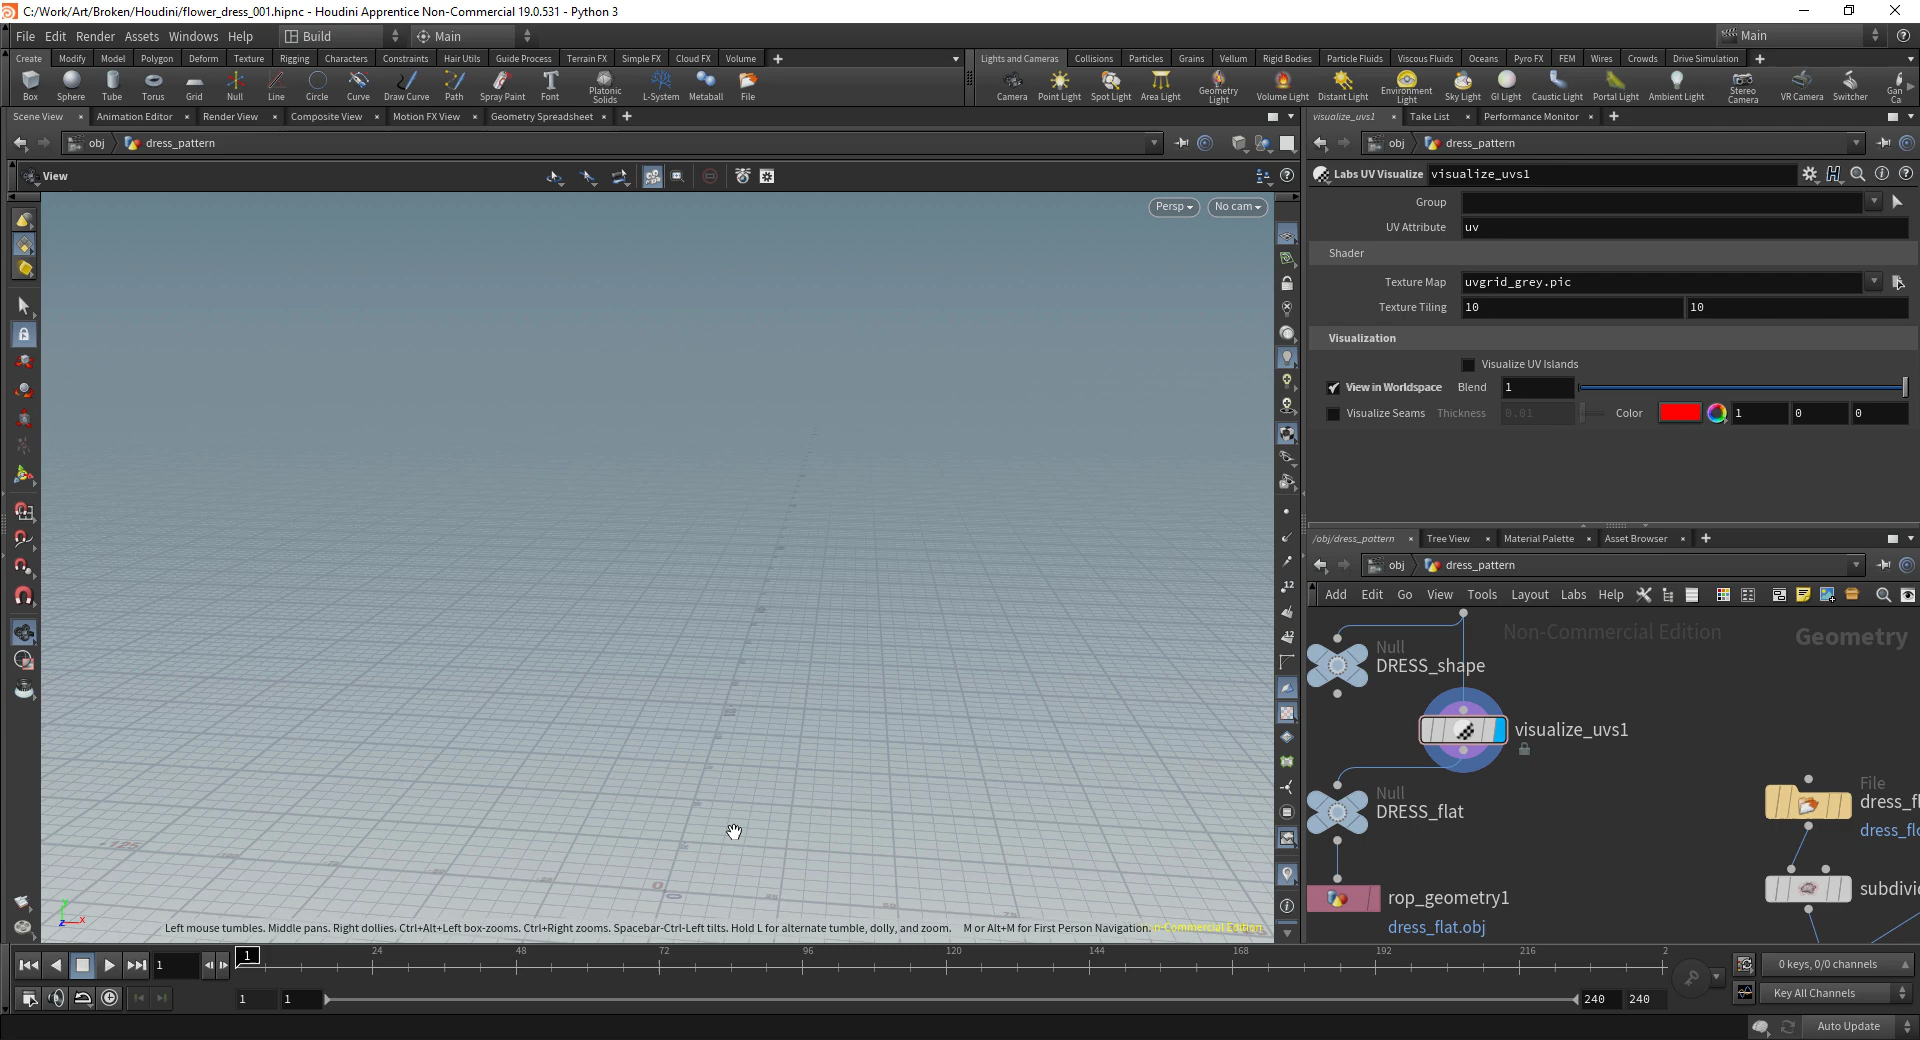 C:/Work/Art/Broken/Houdini/flower_dress_001.hipnc - Houdini Apprentice Non-Commercial 19.0.531 - Python 3
File Edit Render Assets Windows Help Build Main Main
Create Modify Model Polygon Deform Texture Rigging Characters Constraints Hair Utils Guide Process Terrain FX Simple FX Cloud FX Volume
Lights and Cameras Collisions Particles Grains Vellum Rigid Bodies Particle Fluids Viscous Fluids Oceans Pyro FX FEM Wires Crowds Drive Simulation
Box Sphere Tube Torus Grid Null Line Circle Curve Draw Curve Path Spray Paint Font Platonic Solids L-System Metaball File
Camera Point Light Spot Light Area Light Geometry Light Volume Light Distant Light Environment Light Sky Light GI Light Caustic Light Portal Light Ambient Light Stereo Camera VR Camera Switcher Gan Ca
Scene View Animation Editor Render View Composite View Motion FX View Geometry Spreadsheet
visualize_uvs1 Take List Performance Monitor
obj dress_pattern
obj dress_pattern
View
Labs UV Visualize visualize_uvs1
Persp No cam
Group
UV Attribute uv
Shader
Texture Map uvgrid_grey.pic
Texture Tiling 10 10
Visualization
Visualize UV Islands
View in Worldspace Blend 1
Visualize Seams Thickness 0.01 Color 1 0 0
/obj/dress_pattern Tree View Material Palette Asset Browser
obj dress_pattern
Add Edit Go View Tools Layout Labs Help
Non-Commercial Edition Geometry
Null
DRESS_shape
visualize_uvs1
Null
DRESS_flat
File
dress_fl
dress_flo
subdivi
rop_geometry1
dress_flat.obj
12
12
Left mouse tumbles. Middle pans. Right dollies. Ctrl+Alt+Left box-zooms. Ctrl+Right zooms. Spacebar-Ctrl-Left tilts. Hold L for alternate tumble, dolly, and zoom. M or Alt+M for First Person Navigation. n-Commercial Edition
z x
1 1 24 48 72 96 120 144 168 192 216 2
0 keys, 0/0 channels
1 1 240 240
Key All Channels
Auto Update